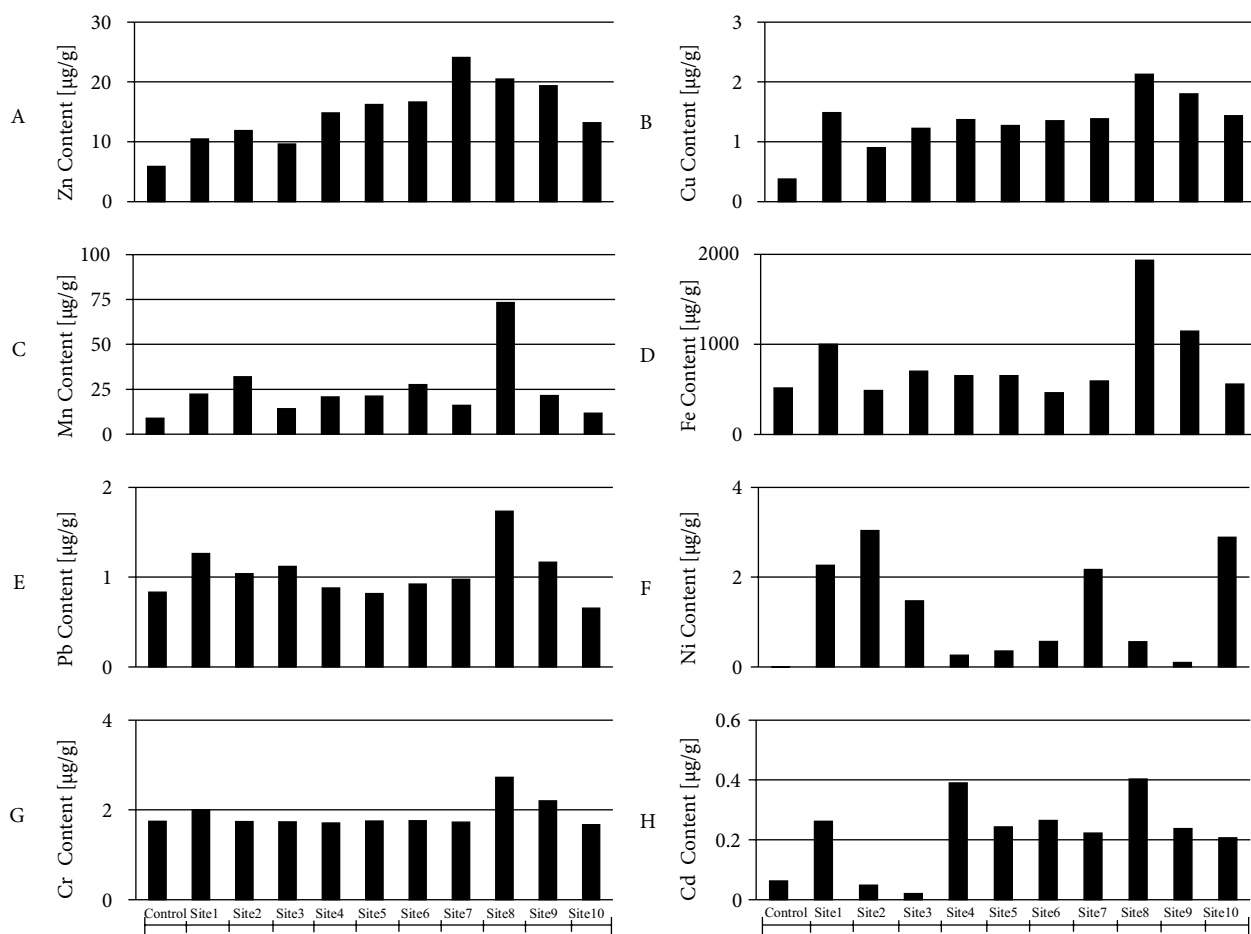 A
Zn Content [µg/g]
30
20
10
0
B
Cu Content [µg/g]
3
2
1
0
C
Mn Content [µg/g]
100
75
50
25
0
D
Fe Content [µg/g]
2000
1000
0
E
Pb Content [µg/g]
2
1
0
F
Ni Content [µg/g]
4
2
0
G
Cr Content [µg/g]
4
2
0
Control Site1 Site2 Site3 Site4 Site5 Site6 Site7 Site8 Site9 Site10
H
Cd Content [µg/g]
0.6
0.4
0.2
0
Control Site1 Site2 Site3 Site4 Site5 Site6 Site7 Site8 Site9 Site10